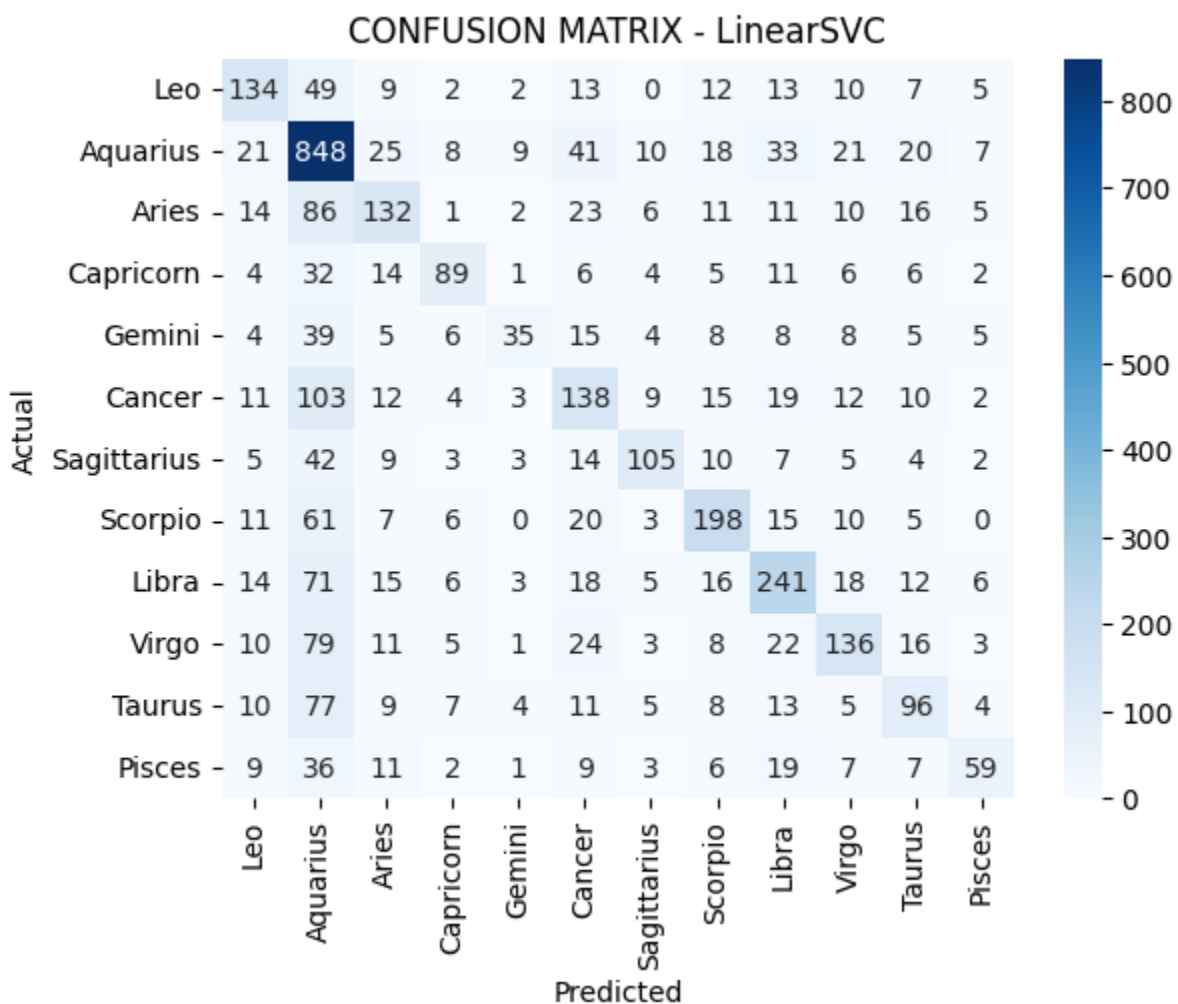 CONFUSION MATRIX - LinearSVC
Leo 134 49 9 2 2 13 0 12 13 10 7 5
Aquarius 21 848 25 8 9 41 10 18 33 21 20 7
Aries 14 86 132 1 2 23 6 11 11 10 16 5
Capricorn 4 32 14 89 1 6 4 5 11 6 6 2
Gemini 4 39 5 6 35 15 4 8 8 8 5 5
Cancer 11 103 12 4 3 138 9 15 19 12 10 2
Sagittarius 5 42 9 3 3 14 105 10 7 5 4 2
Scorpio 11 61 7 6 0 20 3 198 15 10 5 0
Libra 14 71 15 6 3 18 5 16 241 18 12 6
Virgo 10 79 11 5 1 24 3 8 22 136 16 3
Taurus 10 77 9 7 4 11 5 8 13 5 96 4
Pisces 9 36 11 2 1 9 3 6 19 7 7 59
Actual
Leo Aquarius Aries Capricorn Gemini Cancer Sagittarius Scorpio Libra Virgo Taurus Pisces
Predicted
800
700
600
500
400
300
200
100
0